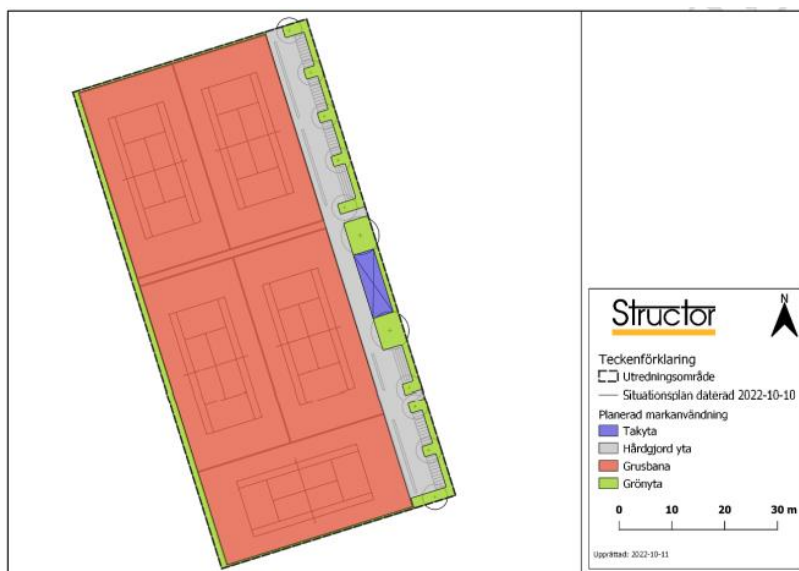 Structor
N
Teckenförklaring
Utredningsområde
Situationsplan daterad 2022-10-10
Planerad markanvändning
Takyta
Hårdgjord yta
Grusbana
Grönyta
0 10 20 30 m
Upprättad: 2022-10-11